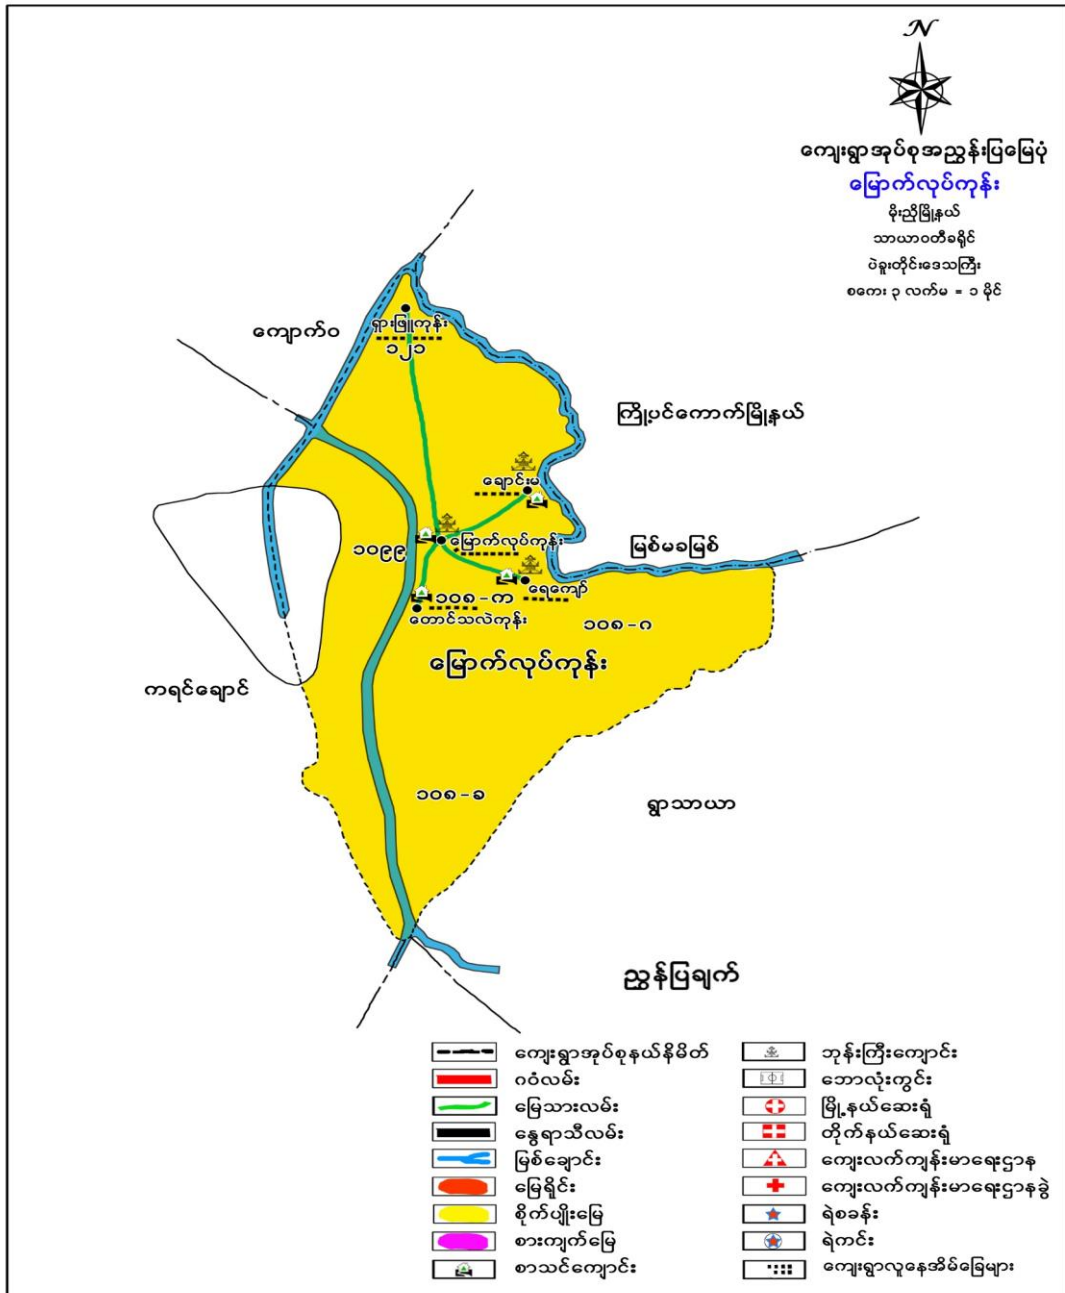 N
ကျေးရွာအုပ်စုအညွှန်းပြမြေပုံ
မြောက်လုပ်ကုန်း
မိုးညှိမြို့နယ်
သာယာဝတီခရိုင်
ပဲခူးတိုင်းဒေသကြီး
စကေး ၃ လက်မ = ၁ မိုင်
ရှားဖြူကုန်း
၁၂၁
ကျောက်ဝ
ကြို့ပင်ကောက်မြို့နယ်
ချောင်းမ
မြောက်လုပ်ကုန်း
မြစ်မခမြစ်
၁၀၉၉
ရေကျော်
၁၀၈-က
တောင်သလဲကုန်း
၁၀၈-ဂ
မြောက်လုပ်ကုန်း
ကရင်ချောင်
၁၀၈-ခ
ရွာသာယာ
ညွှန်ပြချက်
ကျေးရွာအုပ်စုနယ်နိမိတ်
ဂဝံလမ်း
မြေသားလမ်း
နွေရာသီလမ်း
မြစ်ချောင်း
မြေရိုင်း
စိုက်ပျိုးမြေ
စားကျက်မြေ
စာသင်ကျောင်း
ဘုန်းကြီးကျောင်း
ဘောလုံးကွင်း
မြို့နယ်ဆေးရုံ
တိုက်နယ်ဆေးရုံ
ကျေးလက်ကျန်းမာရေးဌာန
ကျေးလက်ကျန်းမာရေးဌာနခွဲ
ရဲစခန်း
ရဲကင်း
ကျေးရွာလူနေအိမ်ခြေများ